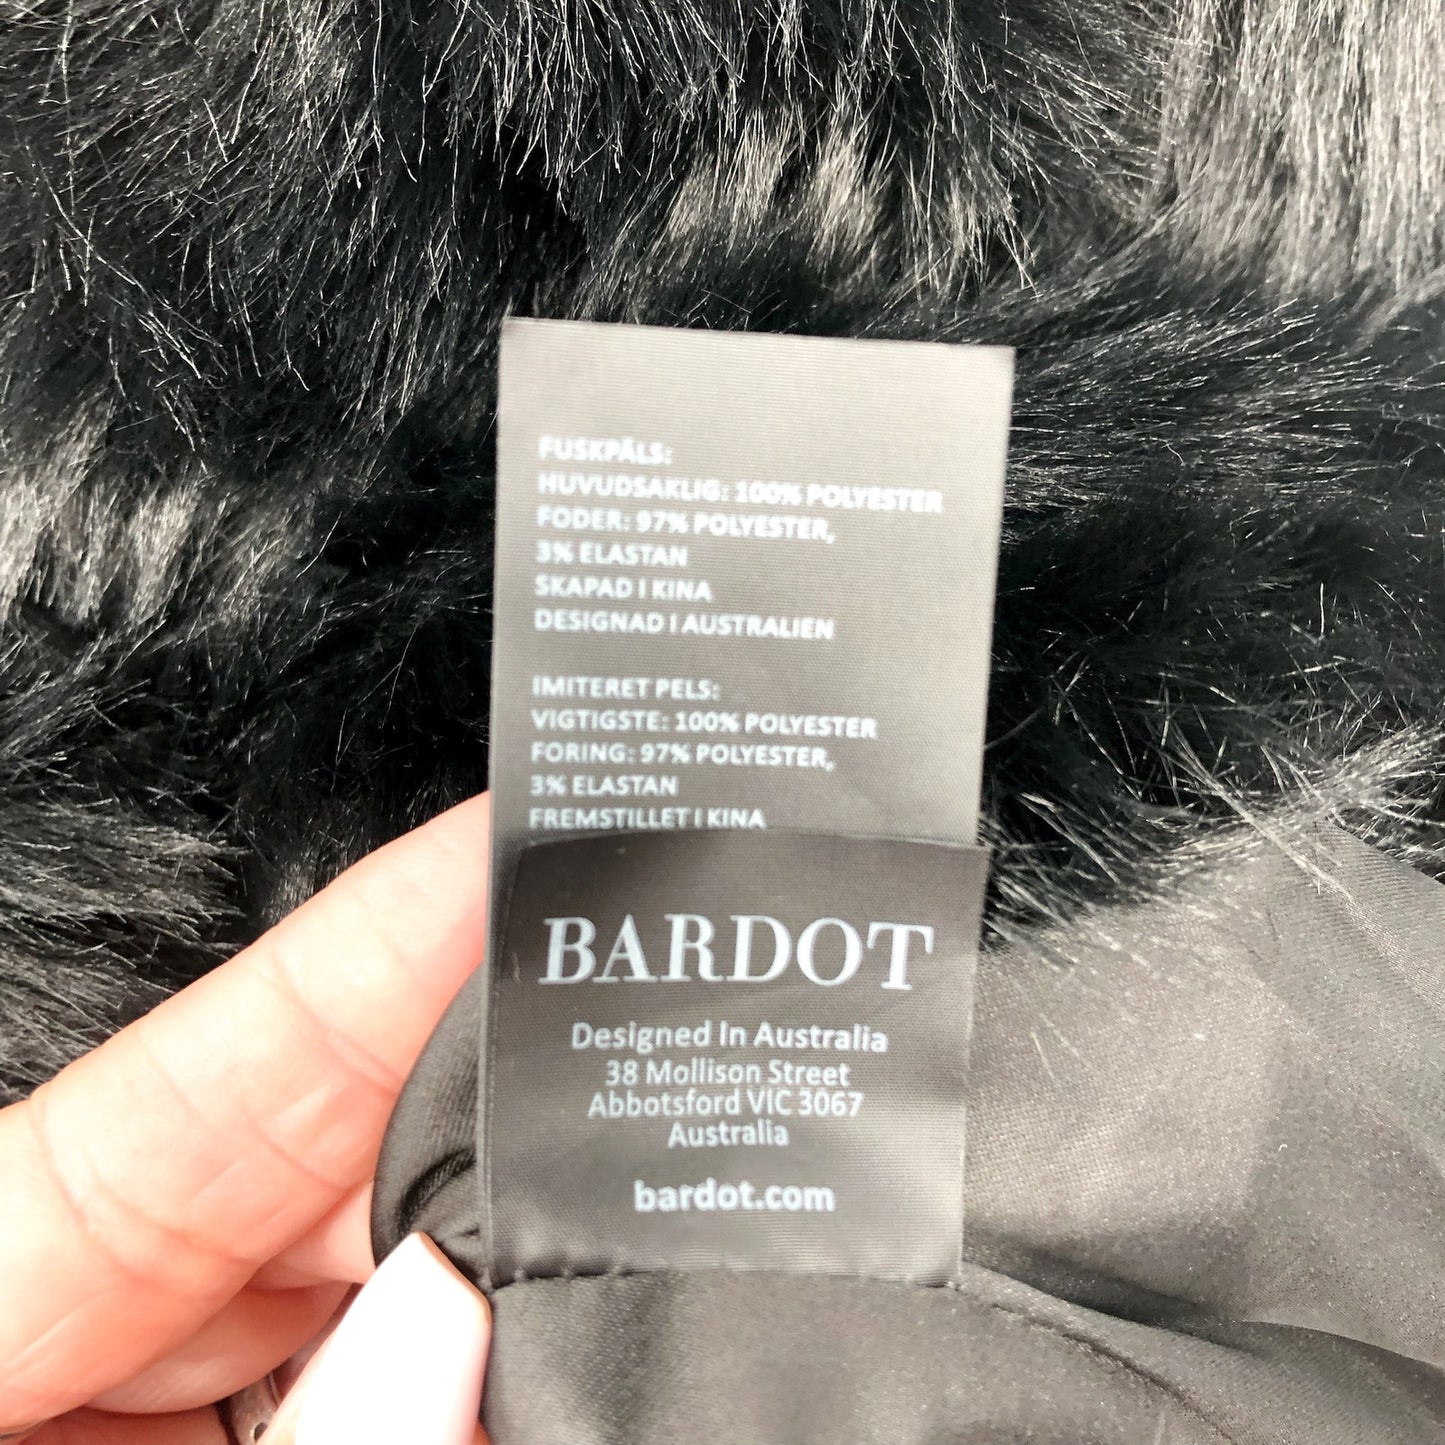 FUSKPÄLS:
HUVUDSAKLIG: 100% POLYESTER
FODER: 97% POLYESTER,
3% ELASTAN
SKAPAD I KINA
DESIGNAD I AUSTRALIEN
IMITERET PELS:
VIGTIGSTE: 100% POLYESTER
FORING: 97% POLYESTER,
3% ELASTAN
FREMSTILLET I KINA
BARDOT
Designed In Australia
38 Mollison Street
Abbotsford VIC 3067
Australia
bardot.com